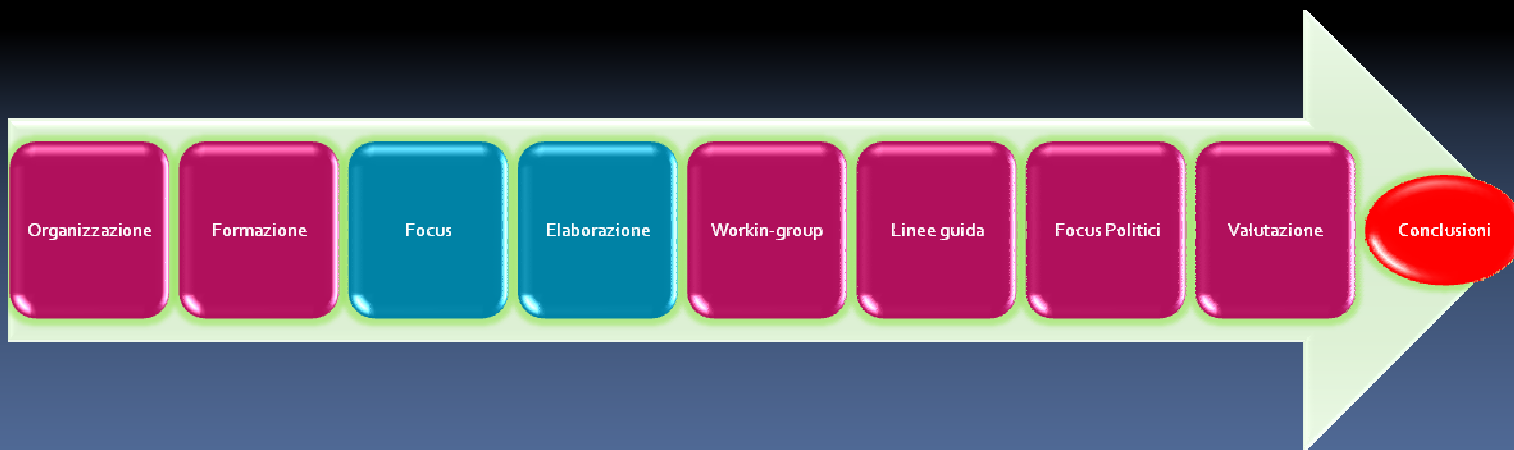 Organizzazione
Formazione
Focus
Elaborazione
Workin-group
Linee guida
Focus Politici
Valutazione
Conclusioni